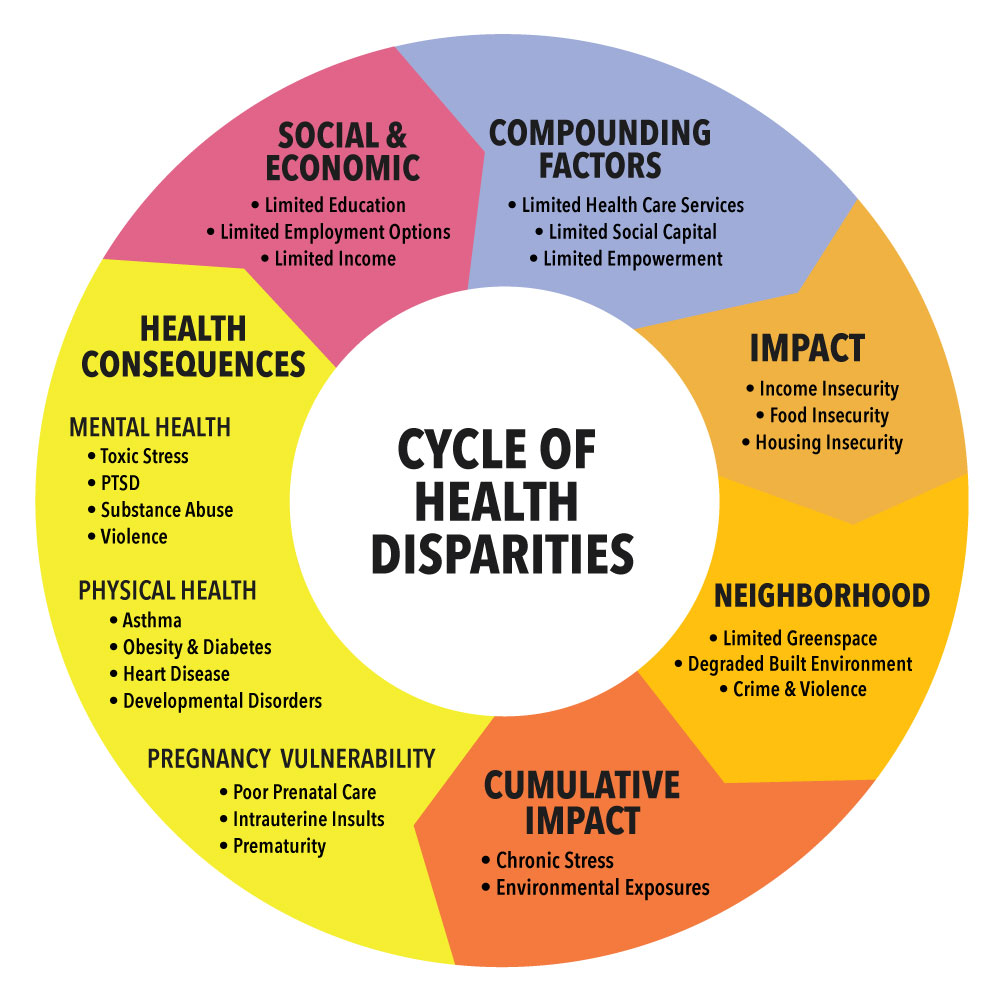 CYCLE OF
HEALTH
DISPARITIES
SOCIAL &
ECONOMIC
• Limited Education
• Limited Employment Options
• Limited Income
COMPOUNDING
FACTORS
• Limited Health Care Services
• Limited Social Capital
• Limited Empowerment
IMPACT
• Income Insecurity
• Food Insecurity
• Housing Insecurity
NEIGHBORHOOD
• Limited Greenspace
• Degraded Built Environment
• Crime & Violence
CUMULATIVE
IMPACT
• Chronic Stress
• Environmental Exposures
HEALTH
CONSEQUENCES
MENTAL HEALTH
• Toxic Stress
• PTSD
• Substance Abuse
• Violence
PHYSICAL HEALTH
• Asthma
• Obesity & Diabetes
• Heart Disease
• Developmental Disorders
PREGNANCY VULNERABILITY
• Poor Prenatal Care
• Intrauterine Insults
• Prematurity